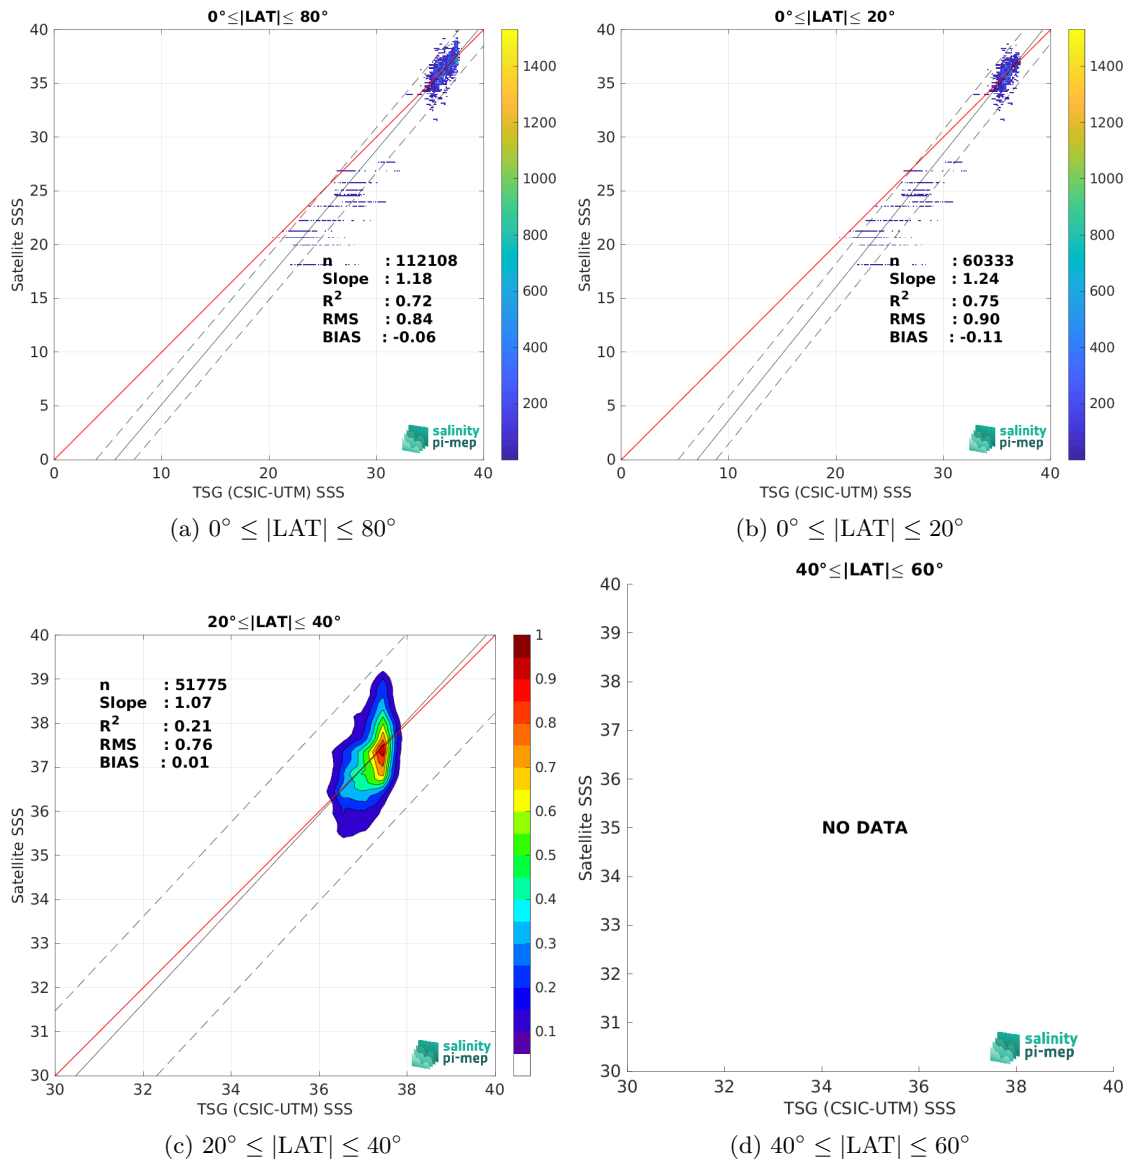 0°≤|LAT|≤ 80°
40
35
30
25
20
15
10
5
0
0
10
20
30
40
Satellite SSS
TSG (CSIC-UTM) SSS
n : 112108
Slope : 1.18
R² : 0.72
RMS : 0.84
BIAS : -0.06
salinity
pi-mep
1400
1200
1000
800
600
400
200
(a) 0° ≤ |LAT| ≤ 80°
0°≤|LAT|≤ 20°
40
35
30
25
20
15
10
5
0
0
10
20
30
40
Satellite SSS
TSG (CSIC-UTM) SSS
n : 60333
Slope : 1.24
R² : 0.75
RMS : 0.90
BIAS : -0.11
salinity
pi-mep
1400
1200
1000
800
600
400
200
(b) 0° ≤ |LAT| ≤ 20°
20°≤|LAT|≤ 40°
40
39
38
37
36
35
34
33
32
31
30
30
32
34
36
38
40
Satellite SSS
TSG (CSIC-UTM) SSS
n : 51775
Slope : 1.07
R² : 0.21
RMS : 0.76
BIAS : 0.01
salinity
pi-mep
1
0.9
0.8
0.7
0.6
0.5
0.4
0.3
0.2
0.1
(c) 20° ≤ |LAT| ≤ 40°
40°≤|LAT|≤ 60°
40
39
38
37
36
35
34
33
32
31
30
30
32
34
36
38
40
Satellite SSS
TSG (CSIC-UTM) SSS
NO DATA
salinity
pi-mep
(d) 40° ≤ |LAT| ≤ 60°